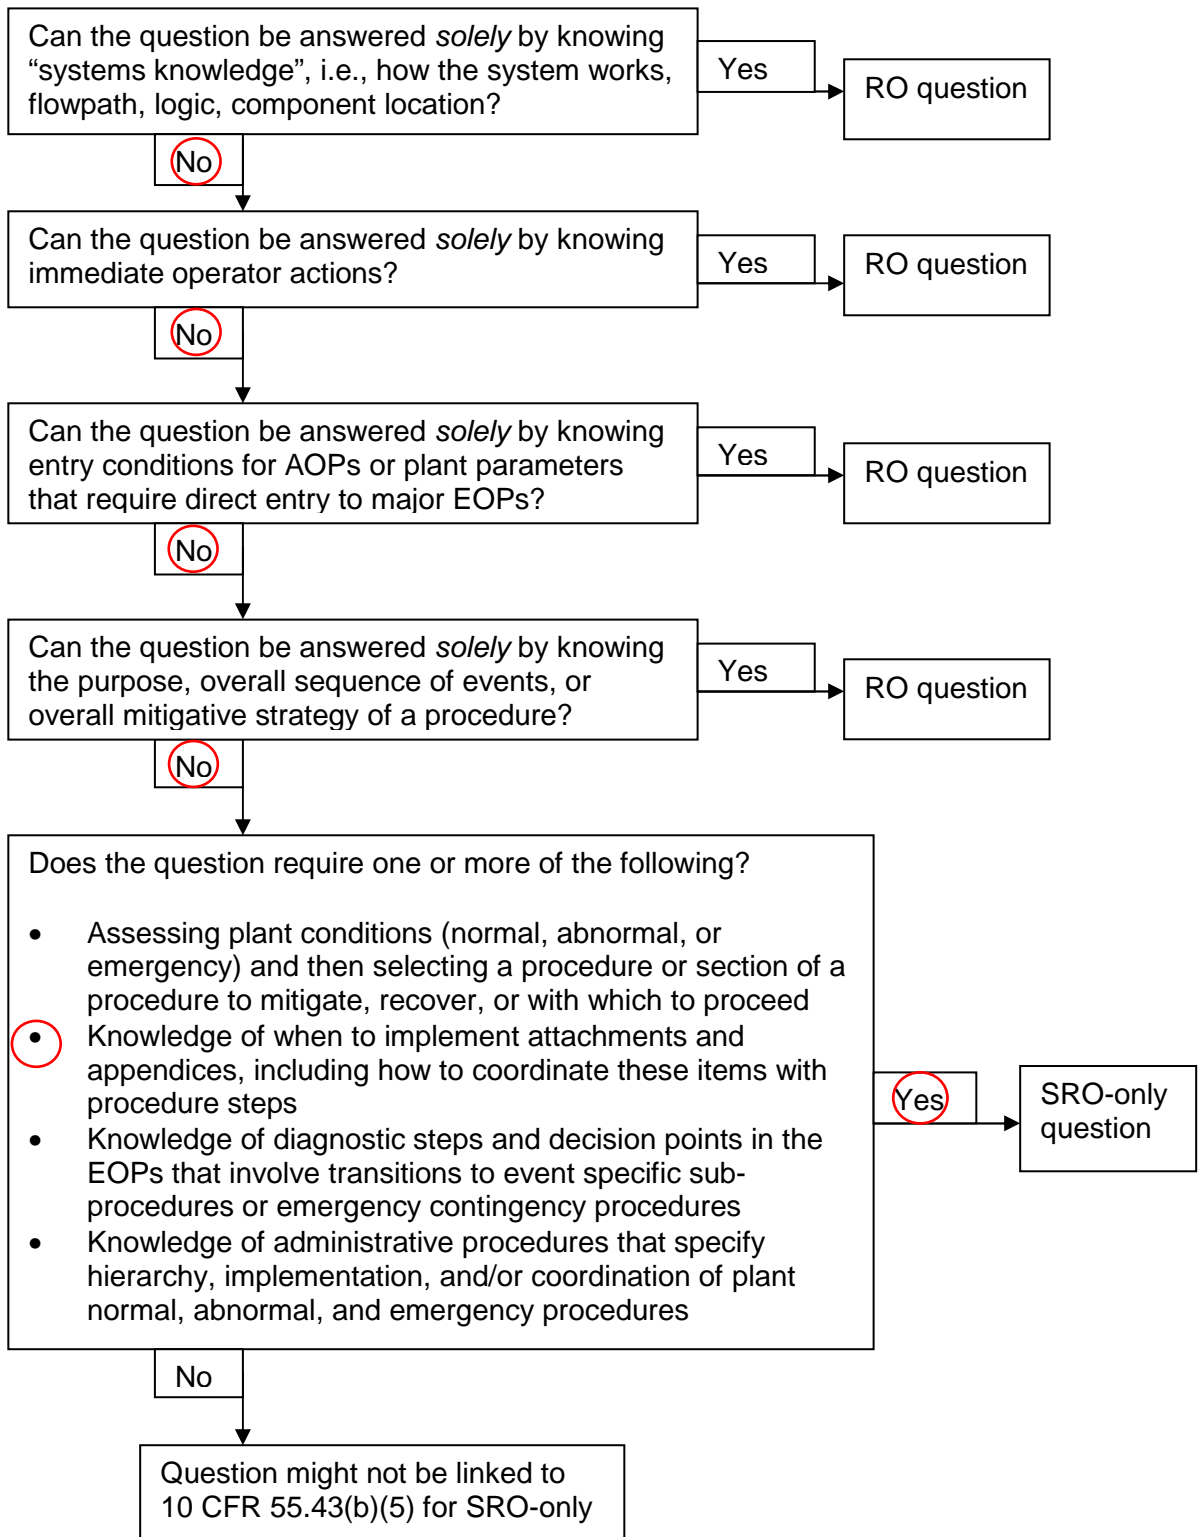 Can the question be answered solely by knowing
“systems knowledge”, i.e., how the system works,
flowpath, logic, component location?
Yes
RO question
No
Can the question be answered solely by knowing
immediate operator actions?
Yes
RO question
No
Can the question be answered solely by knowing
entry conditions for AOPs or plant parameters
that require direct entry to major EOPs?
Yes
RO question
No
Can the question be answered solely by knowing
the purpose, overall sequence of events, or
overall mitigative strategy of a procedure?
Yes
RO question
No
Does the question require one or more of the following?
• Assessing plant conditions (normal, abnormal, or
emergency) and then selecting a procedure or section of a
procedure to mitigate, recover, or with which to proceed
• Knowledge of when to implement attachments and
appendices, including how to coordinate these items with
procedure steps
• Knowledge of diagnostic steps and decision points in the
EOPs that involve transitions to event specific sub-
procedures or emergency contingency procedures
• Knowledge of administrative procedures that specify
hierarchy, implementation, and/or coordination of plant
normal, abnormal, and emergency procedures
Yes
SRO-only
question
No
Question might not be linked to
10 CFR 55.43(b)(5) for SRO-only